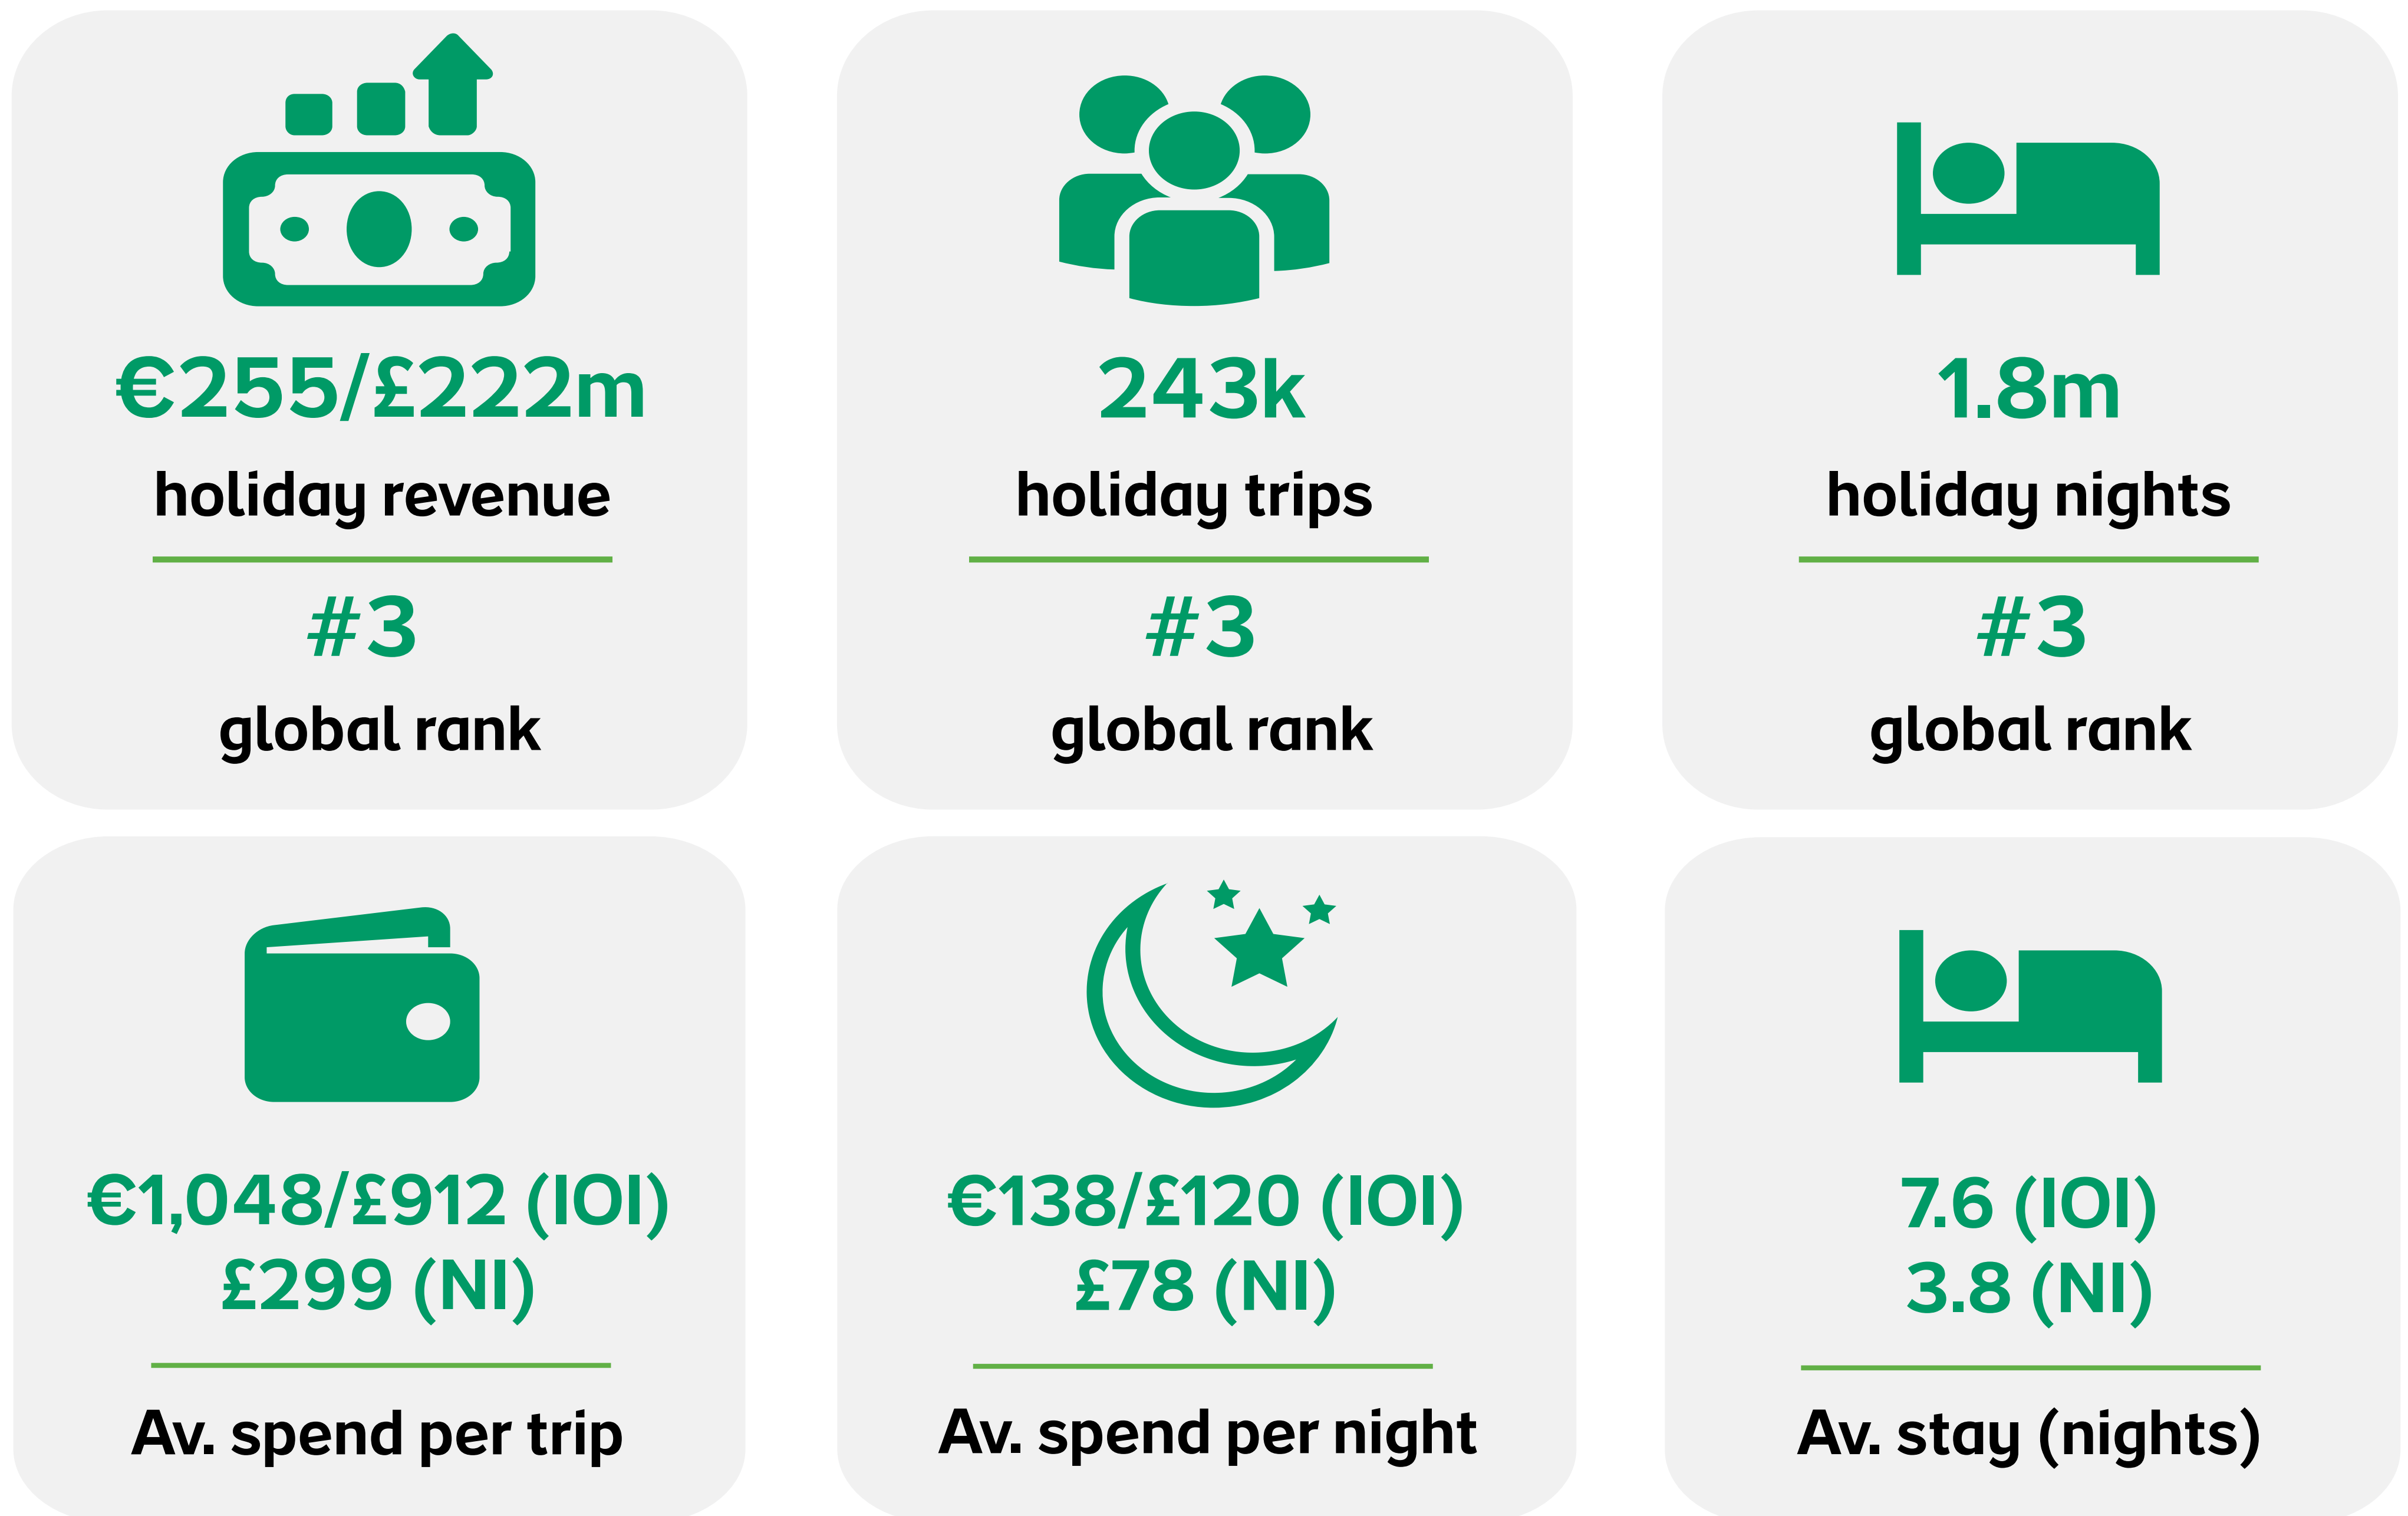 €255/£222m
holiday revenue
#3
global rank
243k
holiday trips
#3
global rank
1.8m
holiday nights
#3
global rank
€1,048/£912 (IOI)
£299 (NI)
Av. spend per trip
€138/£120 (IOI)
£78 (NI)
Av. spend per night
7.6 (IOI)
3.8 (NI)
Av. stay (nights)